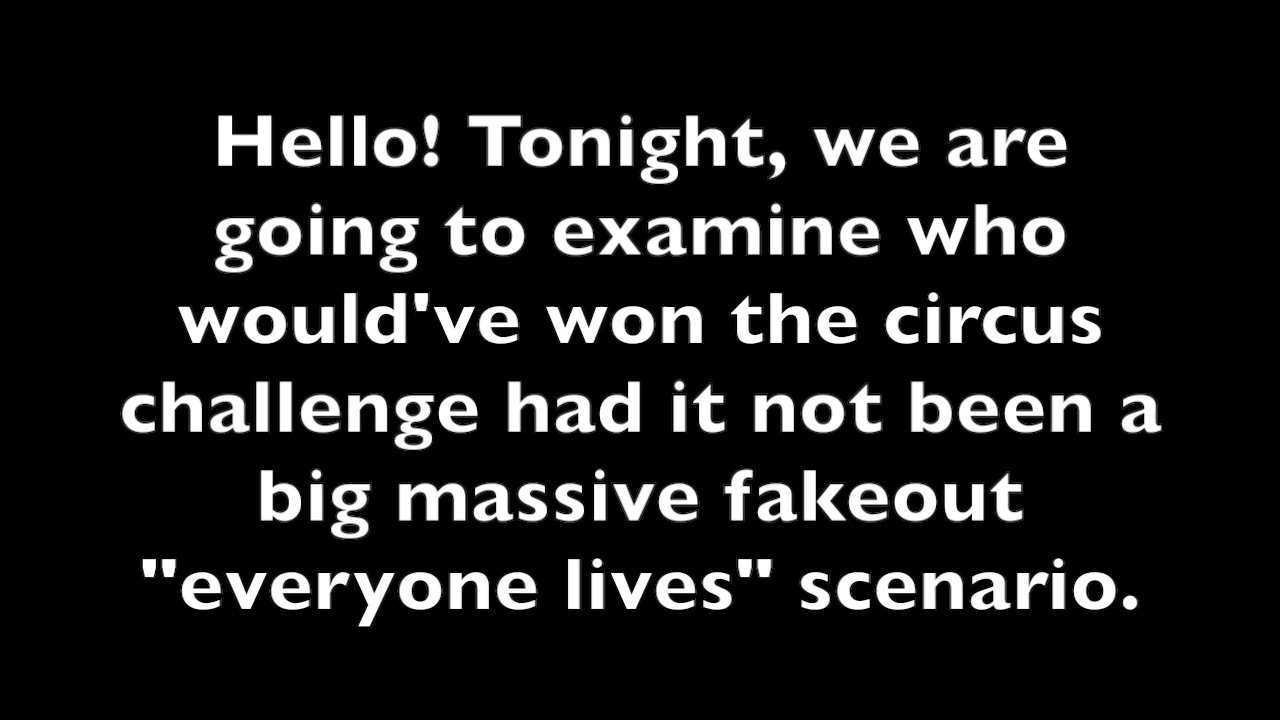 Hello! Tonight, we are
going to examine who
would've won the circus
challenge had it not been a
big massive fakeout
"everyone lives" scenario.